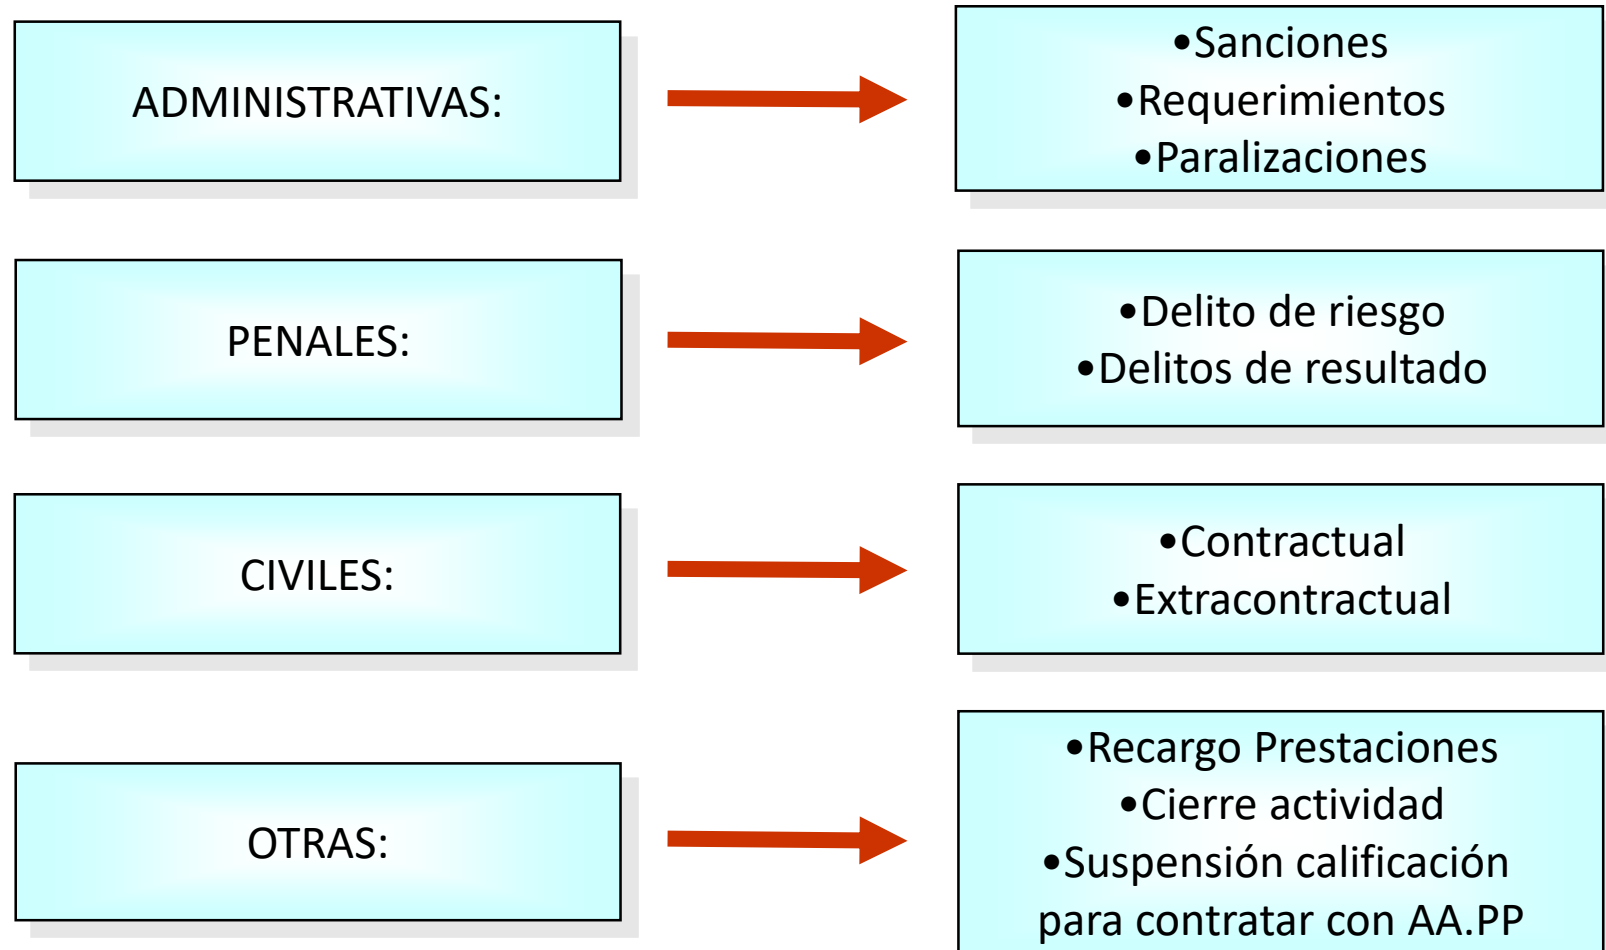 ADMINISTRATIVAS:
•Sanciones
•Requerimientos
•Paralizaciones
PENALES:
•Delito de riesgo
•Delitos de resultado
CIVILES:
•Contractual
•Extracontractual
OTRAS:
•Recargo Prestaciones
•Cierre actividad
•Suspensión calificación
para contratar con AA.PP